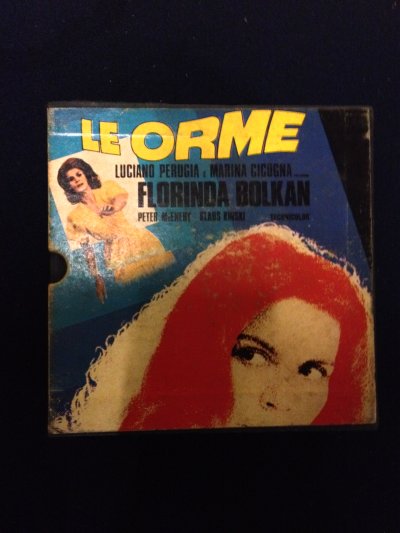 LE ORME
LUCIANO PERUGIA e MARINA CICOGNA
FLORINDA BOLKAN
PETER McENERY KLAUS KINSKI TECHNICOLOR